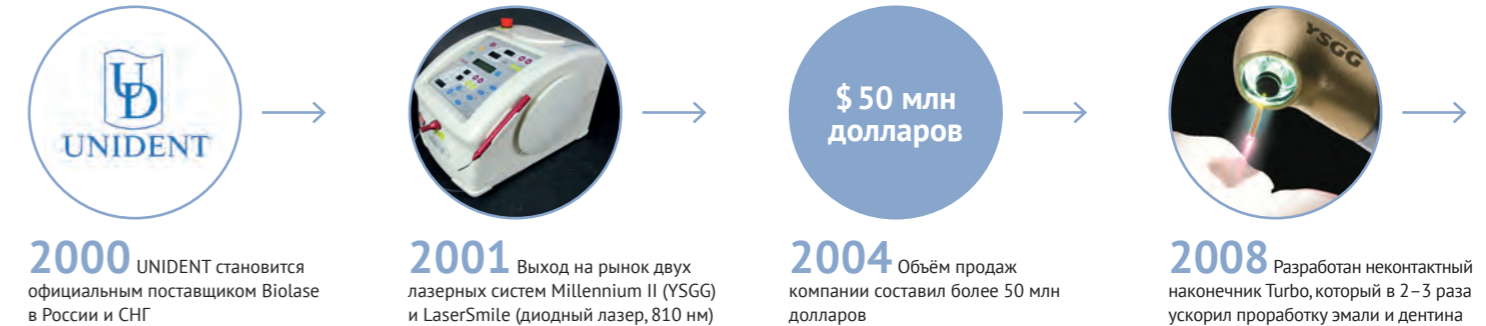 UD
UNIDENT
$ 50 млн
долларов
YSGG
2000 UNIDENT становится
официальным поставщиком Biolase
в России и СНГ
2001 Выход на рынок двух
лазерных систем Millennium II (YSGG)
и LaserSmile (диодный лазер, 810 нм)
2004 Объём продаж
компании составил более 50 млн
долларов
2008 Разработан неконтактный
наконечник Turbo, который в 2–3 раза
ускорил проработку эмали и дентина